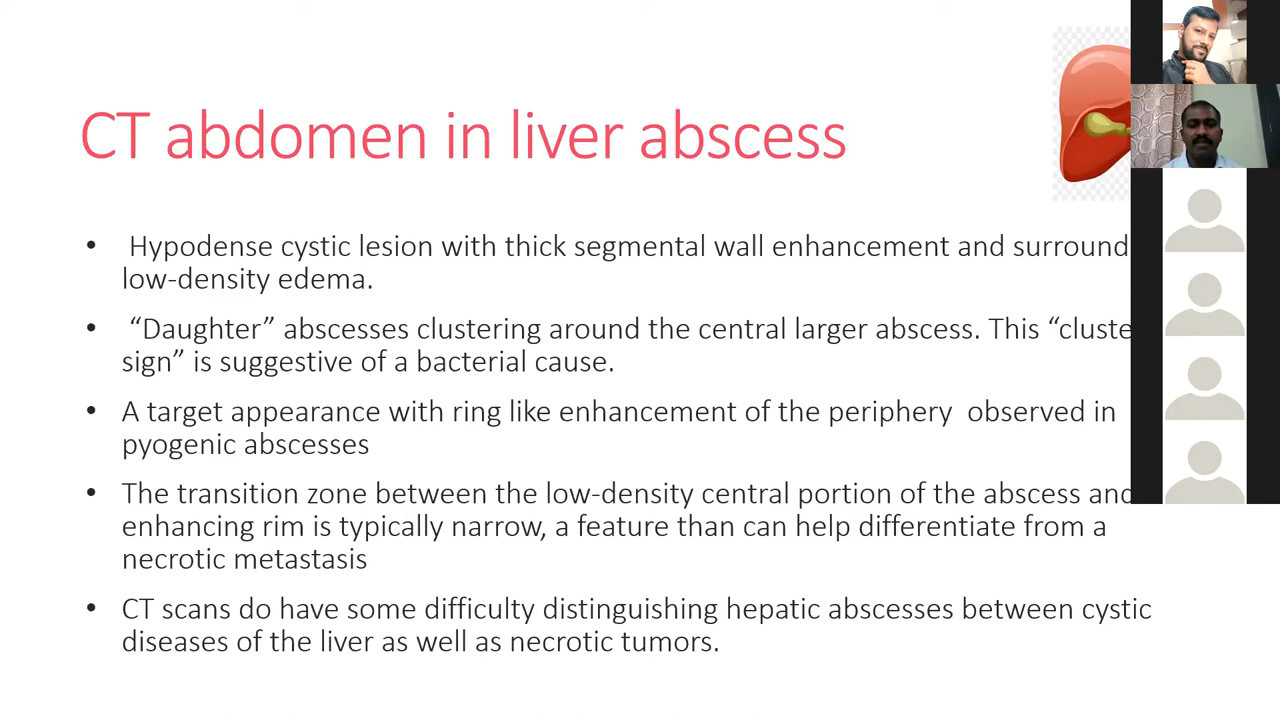 CT abdomen in liver abscess
• Hypodense cystic lesion with thick segmental wall enhancement and surround
low-density edema.
• “Daughter” abscesses clustering around the central larger abscess. This “cluste
sign” is suggestive of a bacterial cause.
• A target appearance with ring like enhancement of the periphery observed in
pyogenic abscesses
• The transition zone between the low-density central portion of the abscess and
enhancing rim is typically narrow, a feature than can help differentiate from a
necrotic metastasis
• CT scans do have some difficulty distinguishing hepatic abscesses between cystic
diseases of the liver as well as necrotic tumors.